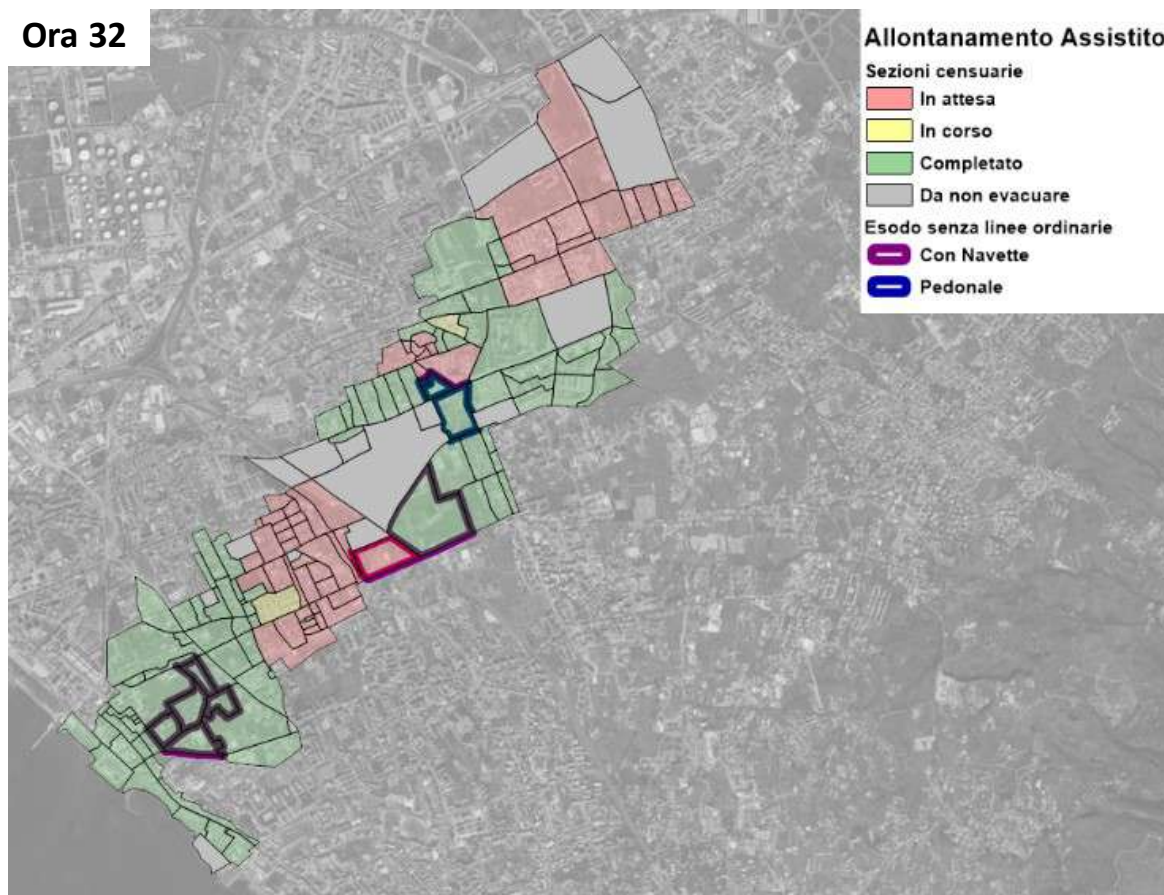 Ora 32
Allontanamento Assistito
Sezioni censuarie
In attesa
In corso
Completato
Da non evacuare
Esodo senza linee ordinarie
Con Navette
Pedonale